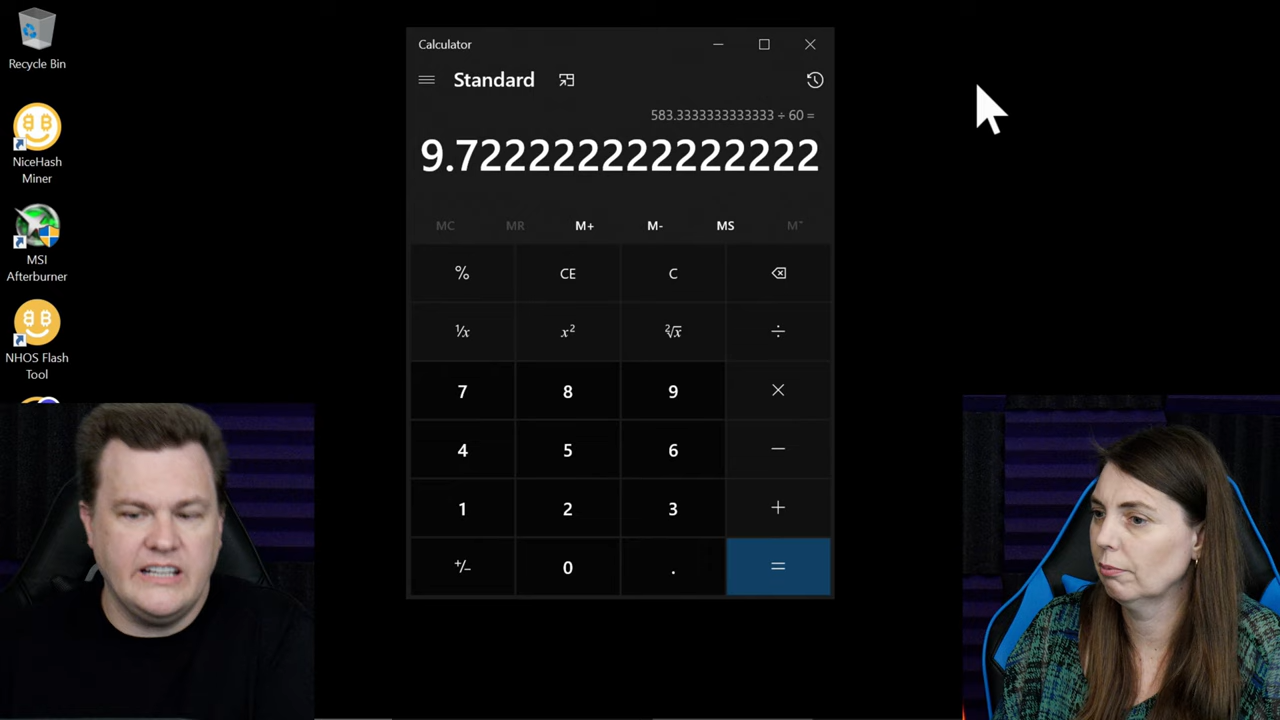 Recycle Bin
NiceHash
Miner
MSI
Afterburner
NHOS Flash
Tool
Calculator
Standard
583.3333333333333 ÷ 60 =
9.722222222222222
MC MR M+ M- MS M˅
% CE C
⅟x x² ²√x ÷
7 8 9 ×
4 5 6 −
1 2 3 +
+/− 0 . =